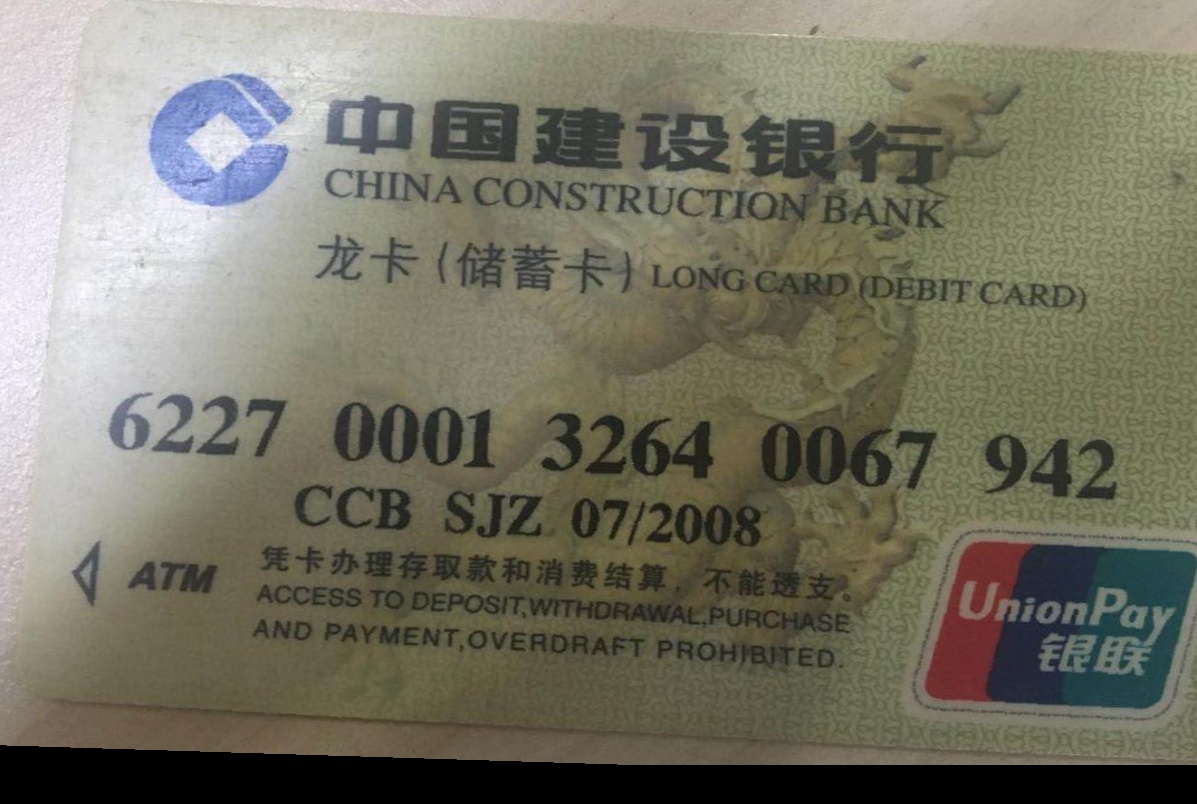 中国建设银行
CHINA CONSTRUCTION BANK
龙卡(储蓄卡) LONG CARD (DEBIT CARD)
6227 0001 3264 0067 942
CCB SJZ 07/2008
ATM
凭卡办理存取款和消费结算，不能透支。
ACCESS TO DEPOSIT,WITHDRAWAL,PURCHASE
AND PAYMENT,OVERDRAFT PROHIBITED.
UnionPay
银联